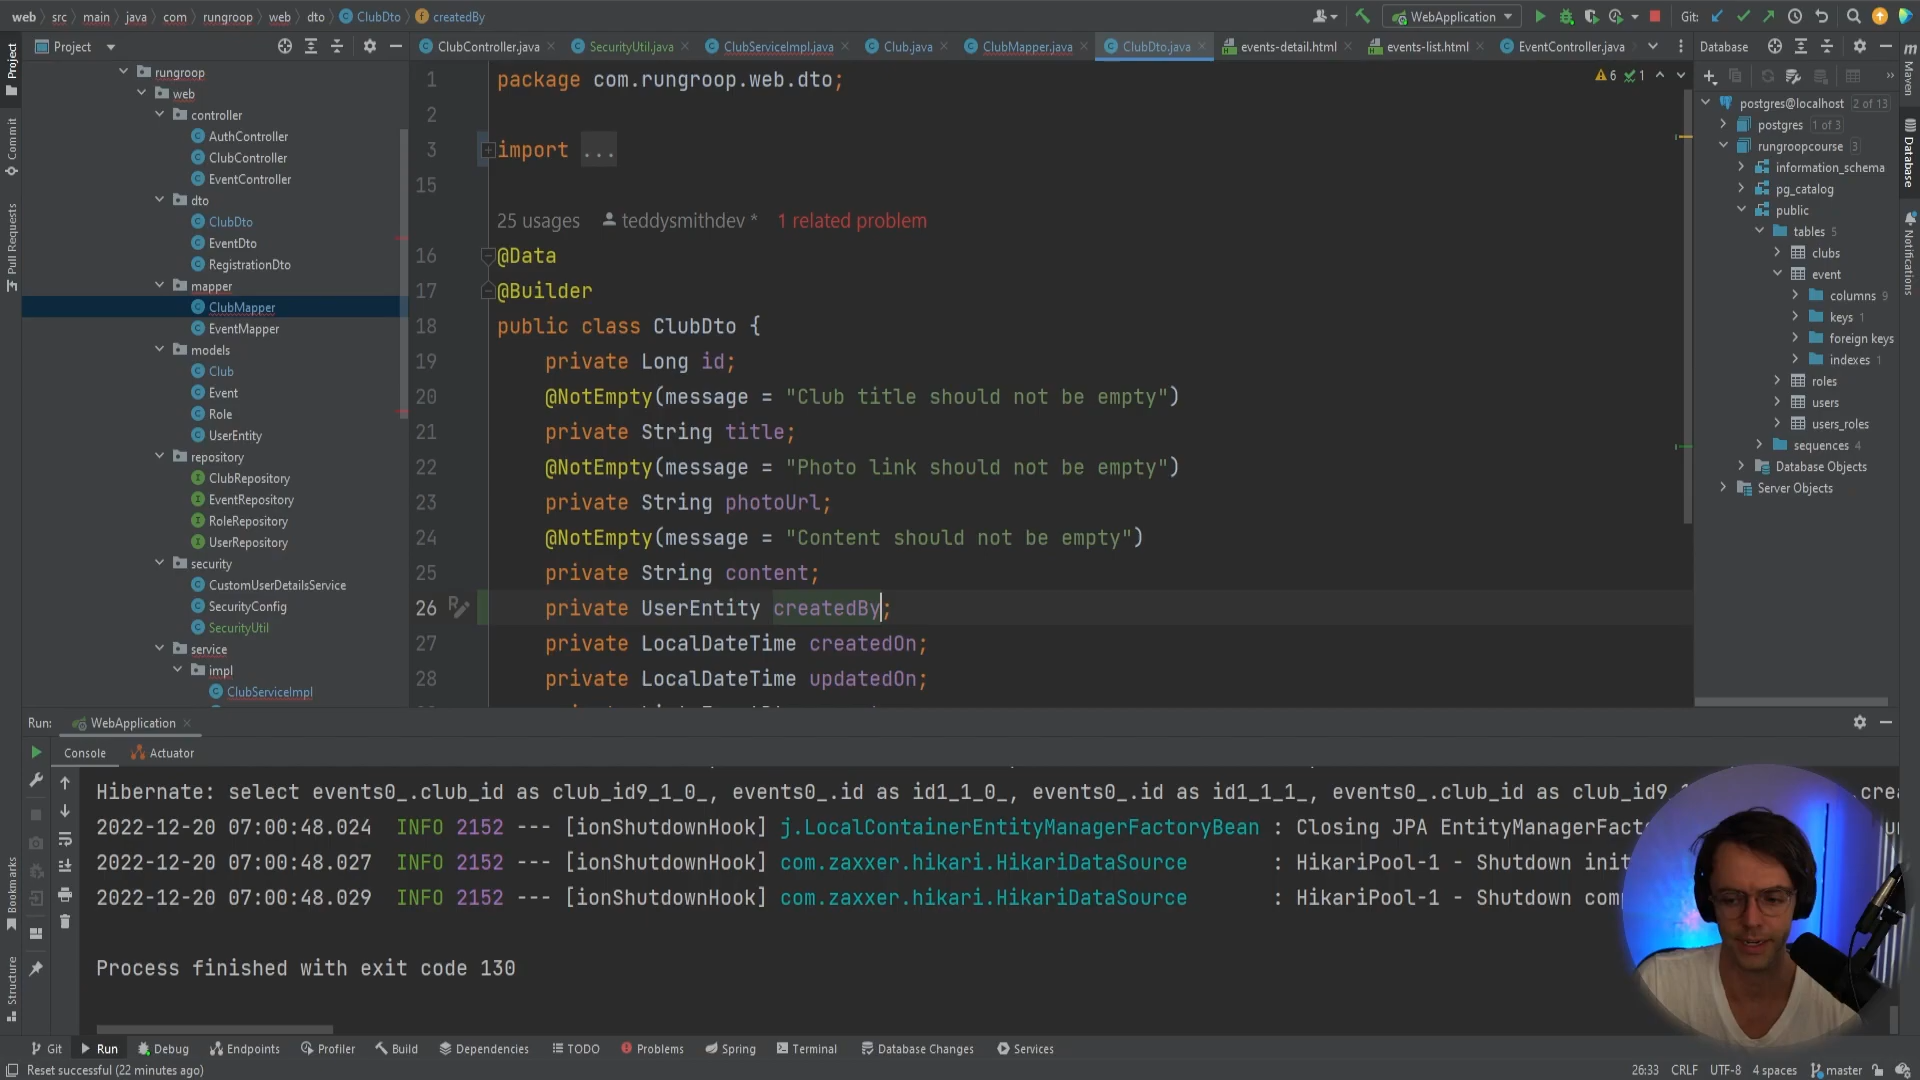 web src main java com rungroop web dto ClubDto createdBy
WebApplication Git:
Project
ClubController.java SecurityUtil.java ClubServiceImpl.java Club.java ClubMapper.java ClubDto.java events-detail.html events-list.html EventController.java
Database
rungroop
web
controller
AuthController
ClubController
EventController
dto
ClubDto
EventDto
RegistrationDto
mapper
ClubMapper
EventMapper
models
Club
Event
Role
UserEntity
repository
ClubRepository
EventRepository
RoleRepository
UserRepository
security
CustomUserDetailsService
SecurityConfig
SecurityUtil
service
impl
ClubServiceImpl
Project
Commit
Pull Requests
Bookmarks
Structure
6 1
1 package com.rungroop.web.dto;
2
3 import ...
15
25 usages teddysmithdev * 1 related problem
16 @Data
17 @Builder
18 public class ClubDto {
19 private Long id;
20 @NotEmpty(message = "Club title should not be empty")
21 private String title;
22 @NotEmpty(message = "Photo link should not be empty")
23 private String photoUrl;
24 @NotEmpty(message = "Content should not be empty")
25 private String content;
26 private UserEntity createdBy;
27 private LocalDateTime createdOn;
28 private LocalDateTime updatedOn;
postgres@localhost 2 of 13
postgres 1 of 3
rungroopcourse 3
information_schema
pg_catalog
public
tables 5
clubs
event
columns 9
keys 1
foreign keys
indexes 1
roles
users
users_roles
sequences 4
Database Objects
Server Objects
Maven
Database
Notifications
Run: WebApplication
Console Actuator
Hibernate: select events0_.club_id as club_id9_1_0_, events0_.id as id1_1_0_, events0_.id as id1_1_1_, events0_.club_id as club_id9_1 .cre
2022-12-20 07:00:48.024 INFO 2152 --- [ionShutdownHook] j.LocalContainerEntityManagerFactoryBean : Closing JPA EntityManagerFact
2022-12-20 07:00:48.027 INFO 2152 --- [ionShutdownHook] com.zaxxer.hikari.HikariDataSource : HikariPool-1 - Shutdown init
2022-12-20 07:00:48.029 INFO 2152 --- [ionShutdownHook] com.zaxxer.hikari.HikariDataSource : HikariPool-1 - Shutdown com
Process finished with exit code 130
Git Run Debug Endpoints Profiler Build Dependencies TODO Problems Spring Terminal Database Changes Services
Reset successful (22 minutes ago) 26:33 CRLF UTF-8 4 spaces master